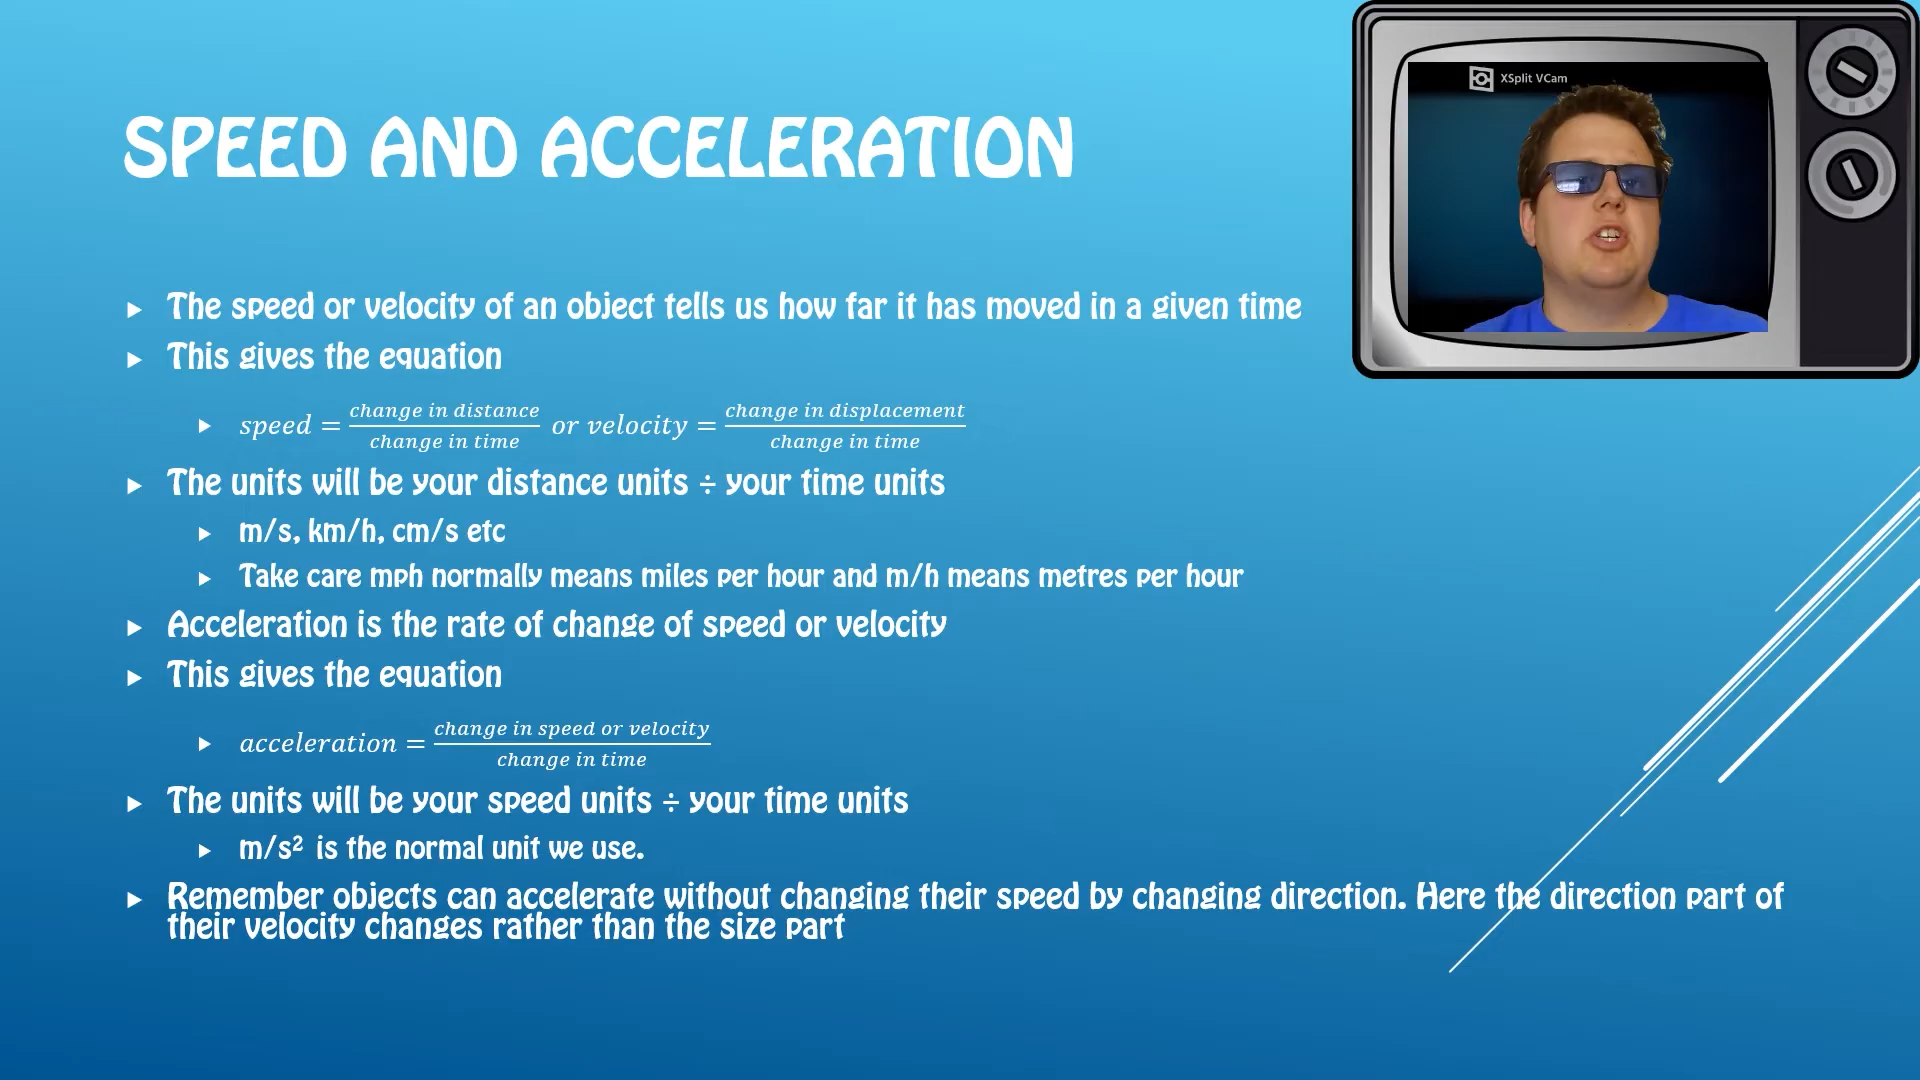 XSplit VCam
SPEED AND ACCELERATION
The speed or velocity of an object tells us how far it has moved in a given time
This gives the equation
speed = change in distance / change in time or velocity = change in displacement / change in time
The units will be your distance units ÷ your time units
m/s, km/h, cm/s etc
Take care mph normally means miles per hour and m/h means metres per hour
Acceleration is the rate of change of speed or velocity
This gives the equation
acceleration = change in speed or velocity / change in time
The units will be your speed units ÷ your time units
m/s² is the normal unit we use.
Remember objects can accelerate without changing their speed by changing direction. Here the direction part of
their velocity changes rather than the size part